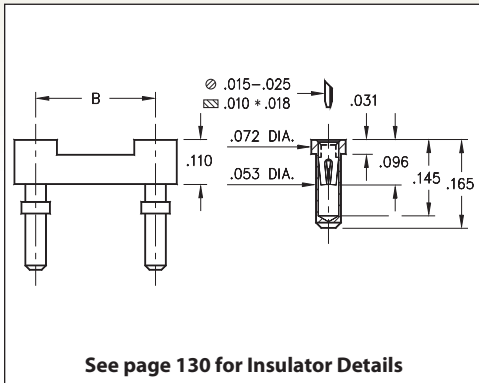 B
⌀ .015–.025
▧ .010 * .018
.031
.072 DIA.
.110
.096
.053 DIA.
.145
.165
See page 130 for Insulator Details